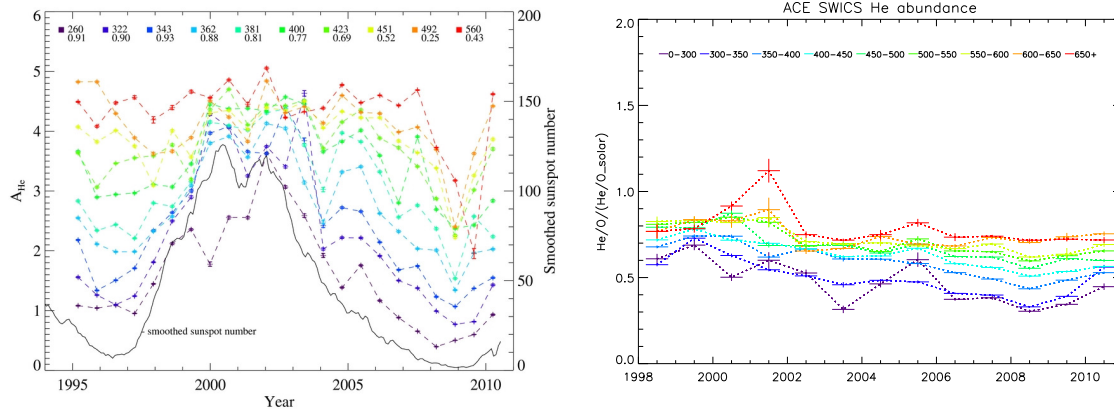 260 322 343 362 381 400 423 451 492 560
0.91 0.90 0.93 0.88 0.81 0.77 0.69 0.52 0.25 0.43
6
5
4
3
2
1
0
A_He
200
150
100
50
0
Smoothed sunspot number
smoothed sunspot number
1995 2000 2005 2010
Year
ACE SWICS He abundance
0-300 300-350 350-400 400-450 450-500 500-550 550-600 600-650 650+
2.0
1.5
1.0
0.5
0.0
He/O/(He/O_solar)
1998 2000 2002 2004 2006 2008 2010